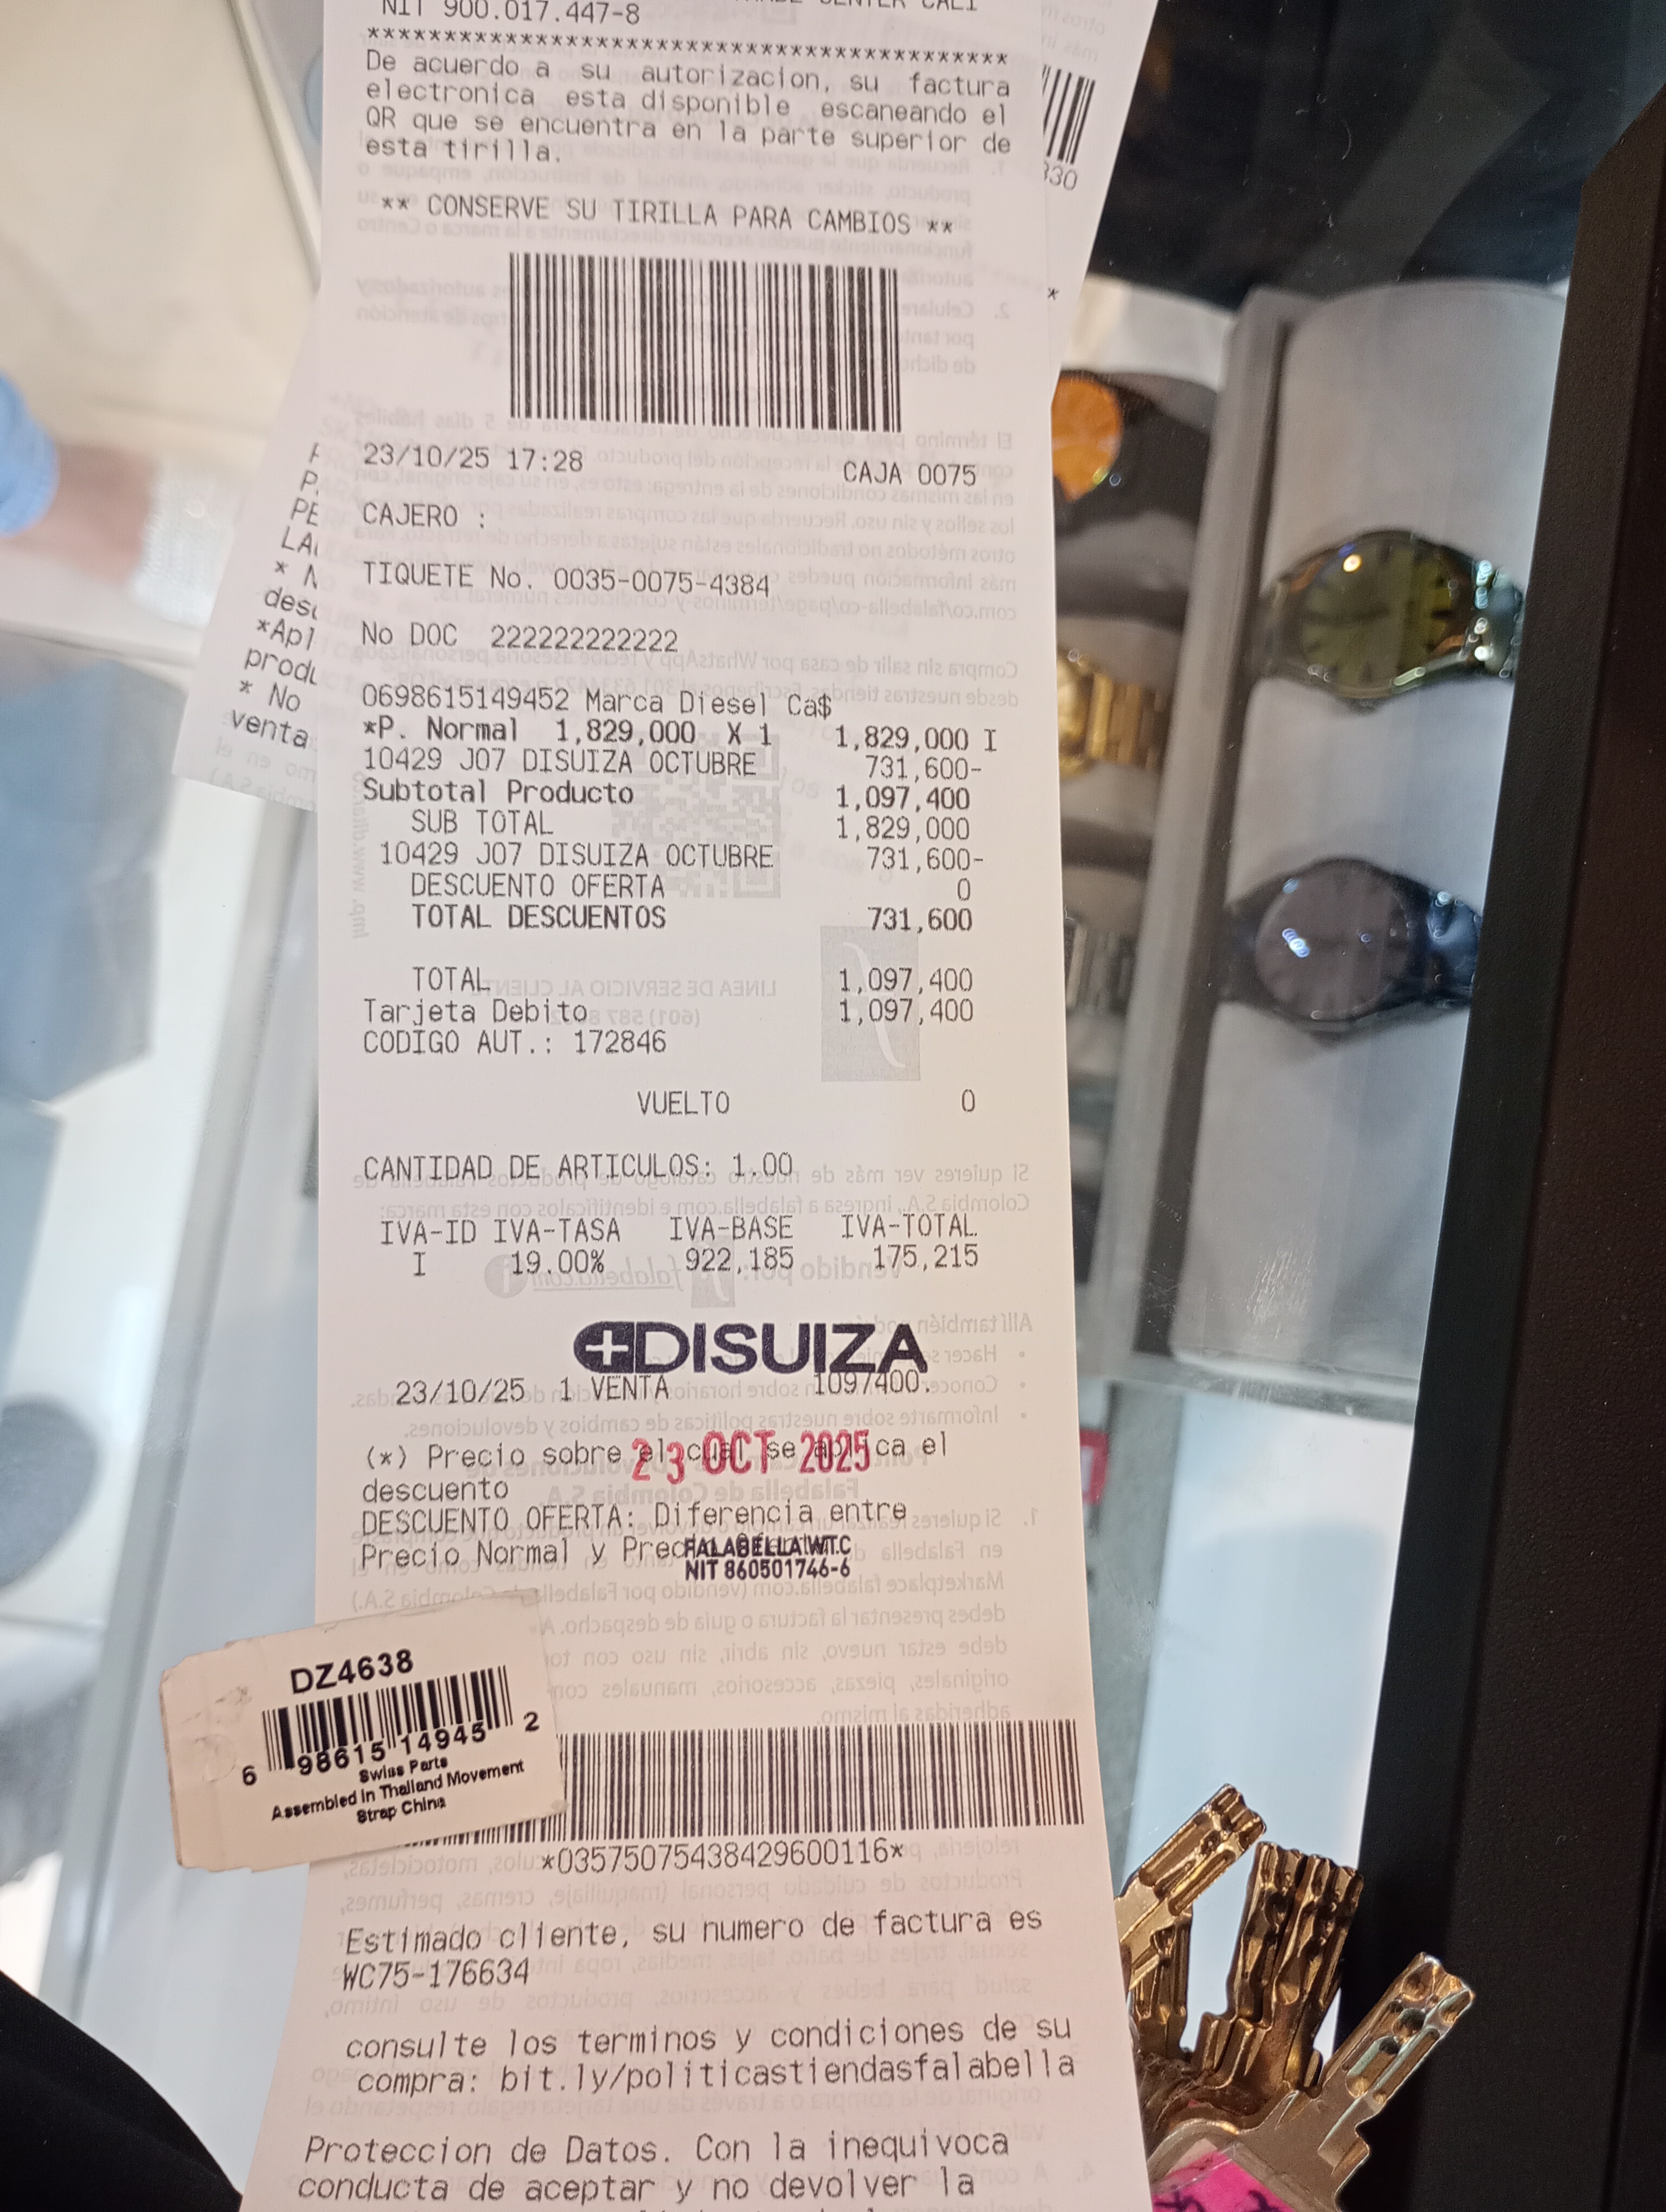 NIT 900.017.447-8
******************************************
De acuerdo a su autorizacion, su factura
electronica esta disponible escaneando el
QR que se encuentra en la parte superior de
esta tirilla.
** CONSERVE SU TIRILLA PARA CAMBIOS **
23/10/25 17:28 CAJA 0075
CAJERO :
TIQUETE No. 0035-0075-4384
No DOC 222222222222
0698615149452 Marca Diesel Ca$
*P. Normal 1,829,000 X 1 1,829,000 I
10429 J07 DISUIZA OCTUBRE 731,600-
Subtotal Producto 1,097,400
SUB TOTAL 1,829,000
10429 J07 DISUIZA OCTUBRE 731,600-
DESCUENTO OFERTA 0
TOTAL DESCUENTOS 731,600
TOTAL 1,097,400
Tarjeta Debito 1,097,400
CODIGO AUT.: 172846
VUELTO 0
CANTIDAD DE ARTICULOS: 1.00
IVA-ID IVA-TASA IVA-BASE IVA-TOTAL
I 19.00% 922,185 175,215
DISUIZA
23/10/25 1 VENTA 1097400.
(*) Precio sobre el cual se aplica el
23 OCT 2025
descuento
DESCUENTO OFERTA: Diferencia entre
Precio Normal y
FALABELLA W.T.C
NIT 860501746-6
DZ4638
6 98615 14945 2
Swiss Parts
Assembled In Thailand Movement
Strap China
*03575075438429600116*
Estimado cliente, su numero de factura es
WC75-176634
consulte los terminos y condiciones de su
compra: bit.ly/politicastiendasfalabella
Proteccion de Datos. Con la inequivoca
conducta de aceptar y no devolver la